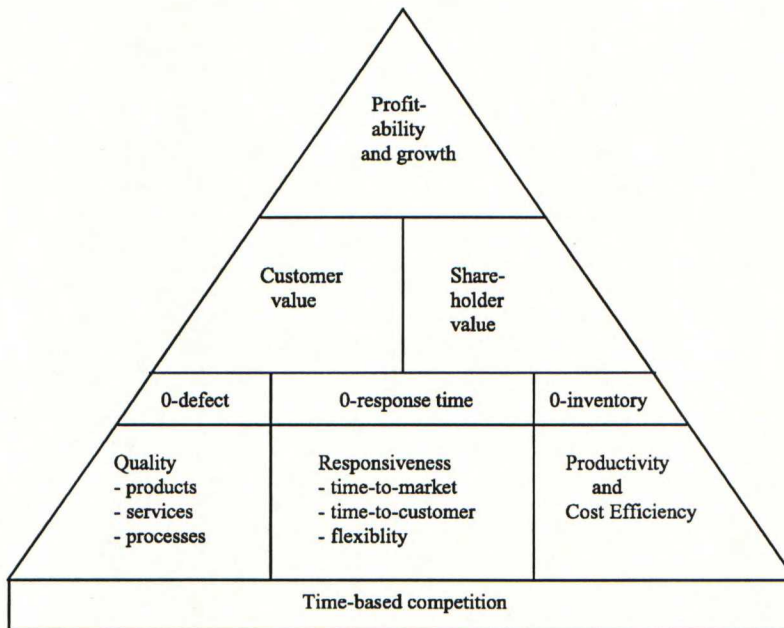 Profit-
ability
and growth
Customer
value
Share-
holder
value
0-defect
0-response time
0-inventory
Quality
- products
- services
- processes
Responsiveness
- time-to-market
- time-to-customer
- flexiblity
Productivity
and
Cost Efficiency
Time-based competition